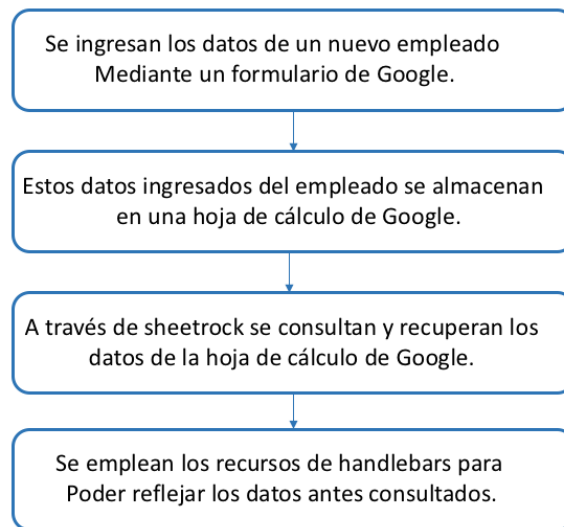 Se ingresan los datos de un nuevo empleado
Mediante un formulario de Google.
Estos datos ingresados del empleado se almacenan
en una hoja de cálculo de Google.
A través de sheetrock se consultan y recuperan los
datos de la hoja de cálculo de Google.
Se emplean los recursos de handlebars para
Poder reflejar los datos antes consultados.